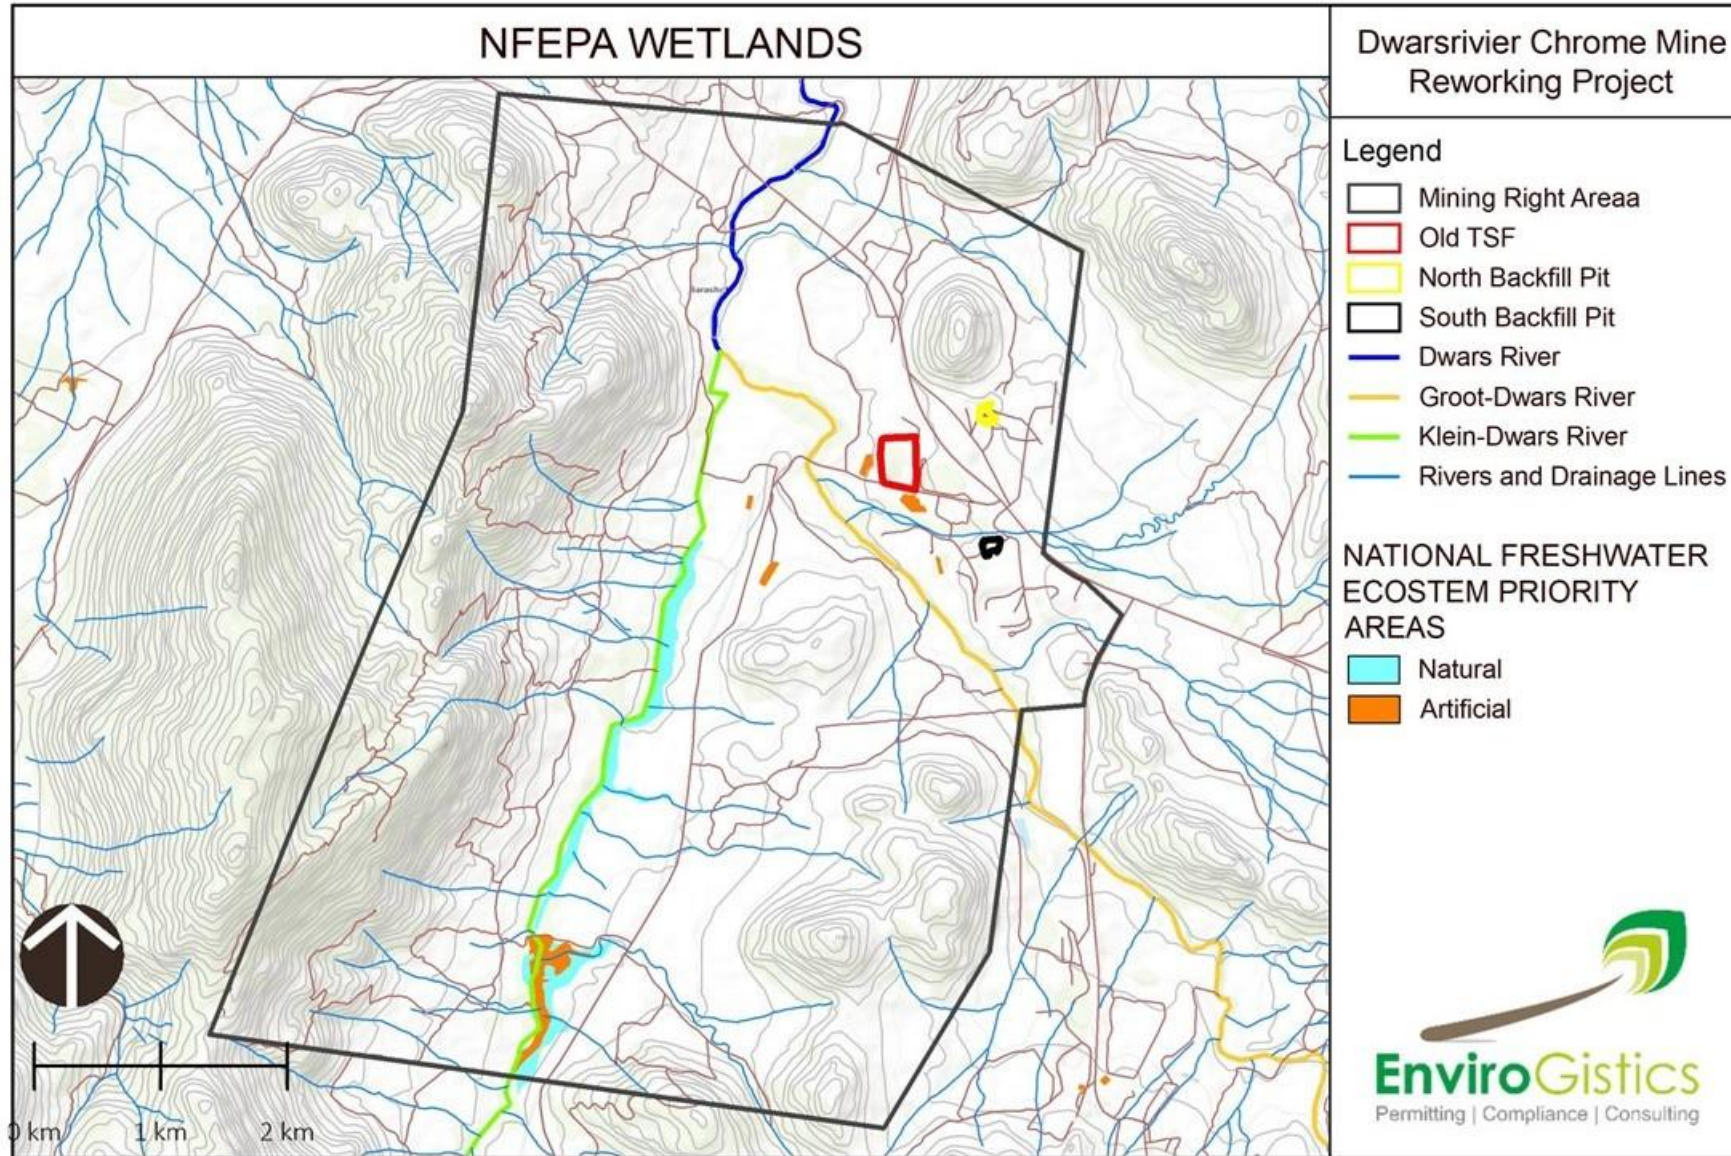 NFEPA WETLANDS
Dwarsrivier Chrome Mine
Reworking Project
Legend
Mining Right Areaa
Old TSF
North Backfill Pit
South Backfill Pit
Dwars River
Groot-Dwars River
Klein-Dwars River
Rivers and Drainage Lines
NATIONAL FRESHWATER
ECOSTEM PRIORITY
AREAS
Natural
Artificial
0 km 1 km 2 km
EnviroGistics
Permitting | Compliance | Consulting